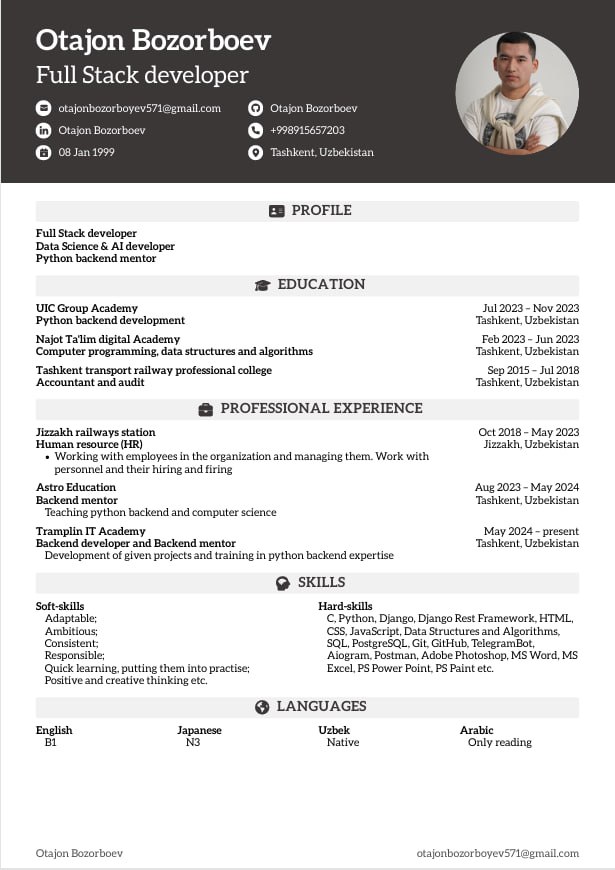 Otajon Bozorboev
Full Stack developer
otajonbozorboyev571@gmail.com
Otajon Bozorboev
Otajon Bozorboev
+998915657203
08 Jan 1999
Tashkent, Uzbekistan
PROFILE
Full Stack developer
Data Science & AI developer
Python backend mentor
EDUCATION
UIC Group Academy
Jul 2023 – Nov 2023
Python backend development
Tashkent, Uzbekistan
Najot Ta'lim digital Academy
Feb 2023 – Jun 2023
Computer programming, data structures and algorithms
Tashkent, Uzbekistan
Tashkent transport railway professional college
Sep 2015 – Jul 2018
Accountant and audit
Tashkent, Uzbekistan
PROFESSIONAL EXPERIENCE
Jizzakh railways station
Oct 2018 – May 2023
Human resource (HR)
Jizzakh, Uzbekistan
• Working with employees in the organization and managing them. Work with
personnel and their hiring and firing
Astro Education
Aug 2023 – May 2024
Backend mentor
Tashkent, Uzbekistan
Teaching python backend and computer science
Tramplin IT Academy
May 2024 – present
Backend developer and Backend mentor
Tashkent, Uzbekistan
Development of given projects and training in python backend expertise
SKILLS
Soft-skills
Adaptable;
Ambitious;
Consistent;
Responsible;
Quick learning, putting them into practise;
Positive and creative thinking etc.
Hard-skills
C, Python, Django, Django Rest Framework, HTML,
CSS, JavaScript, Data Structures and Algorithms,
SQL, PostgreSQL, Git, GitHub, TelegramBot,
Aiogram, Postman, Adobe Photoshop, MS Word, MS
Excel, PS Power Point, PS Paint etc.
LANGUAGES
English
B1
Japanese
N3
Uzbek
Native
Arabic
Only reading
Otajon Bozorboev
otajonbozorboyev571@gmail.com